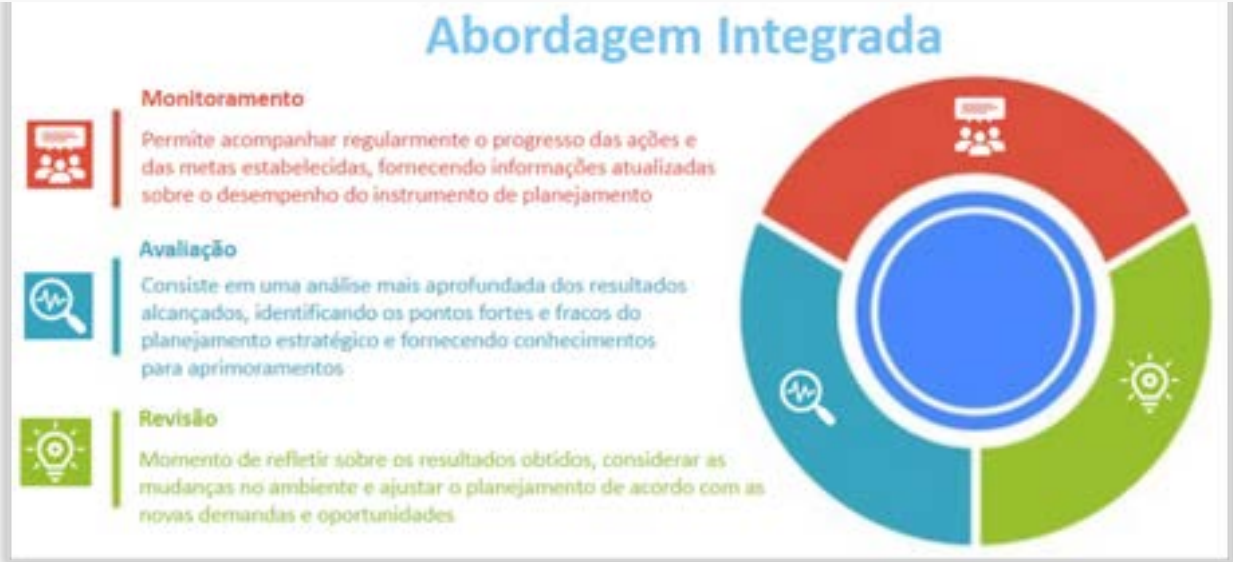 Abordagem Integrada
Monitoramento
Permite acompanhar regularmente o progresso das ações e
das metas estabelecidas, fornecendo informações atualizadas
sobre o desempenho do instrumento de planejamento
Avaliação
Consiste em uma análise mais aprofundada dos resultados
alcançados, identificando os pontos fortes e fracos do
planejamento estratégico e fornecendo conhecimentos
para aprimoramentos
Revisão
Momento de refletir sobre os resultados obtidos, considerar as
mudanças no ambiente e ajustar o planejamento de acordo com as
novas demandas e oportunidades